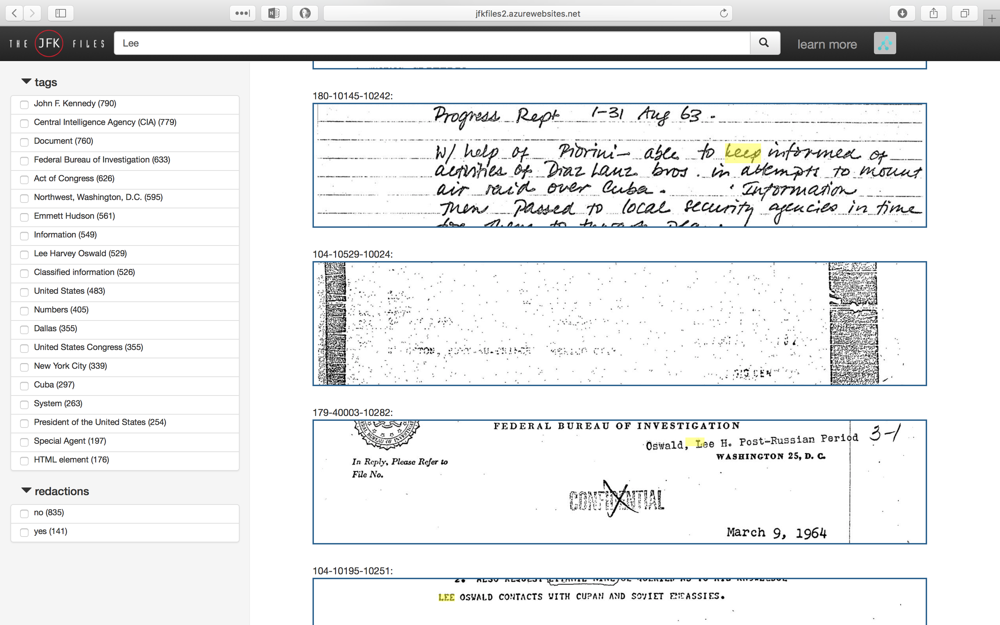 jfkfiles2.azurewebsites.net
THE JFK FILES
Lee
learn more
tags
John F. Kennedy (790)
Central Intelligence Agency (CIA) (779)
Document (760)
Federal Bureau of Investigation (633)
Act of Congress (626)
Northwest, Washington, D.C. (595)
Emmett Hudson (561)
Information (549)
Lee Harvey Oswald (529)
Classified information (526)
United States (483)
Numbers (405)
Dallas (355)
United States Congress (355)
New York City (339)
Cuba (297)
System (263)
President of the United States (254)
Special Agent (197)
HTML element (176)
redactions
no (835)
yes (141)
180-10145-10242:
Progress Rept 1-31 Aug 63.
W/ help of Fiorini- able to keep informed of
activities of Diaz Lanz bros. in attempts to mount
air raid over Cuba. Information
then passed to local security agencies in time
104-10529-10024:
179-40003-10282:
FEDERAL BUREAU OF INVESTIGATION
3-1
Oswald, Lee H. Post-Russian Period
WASHINGTON 25, D. C.
In Reply, Please Refer to
File No.
CONFIDENTIAL
March 9, 1964
104-10195-10251:
2. ALSO REQUEST
LEE OSWALD CONTACTS WITH CUBAN AND SOVIET EMBASSIES.